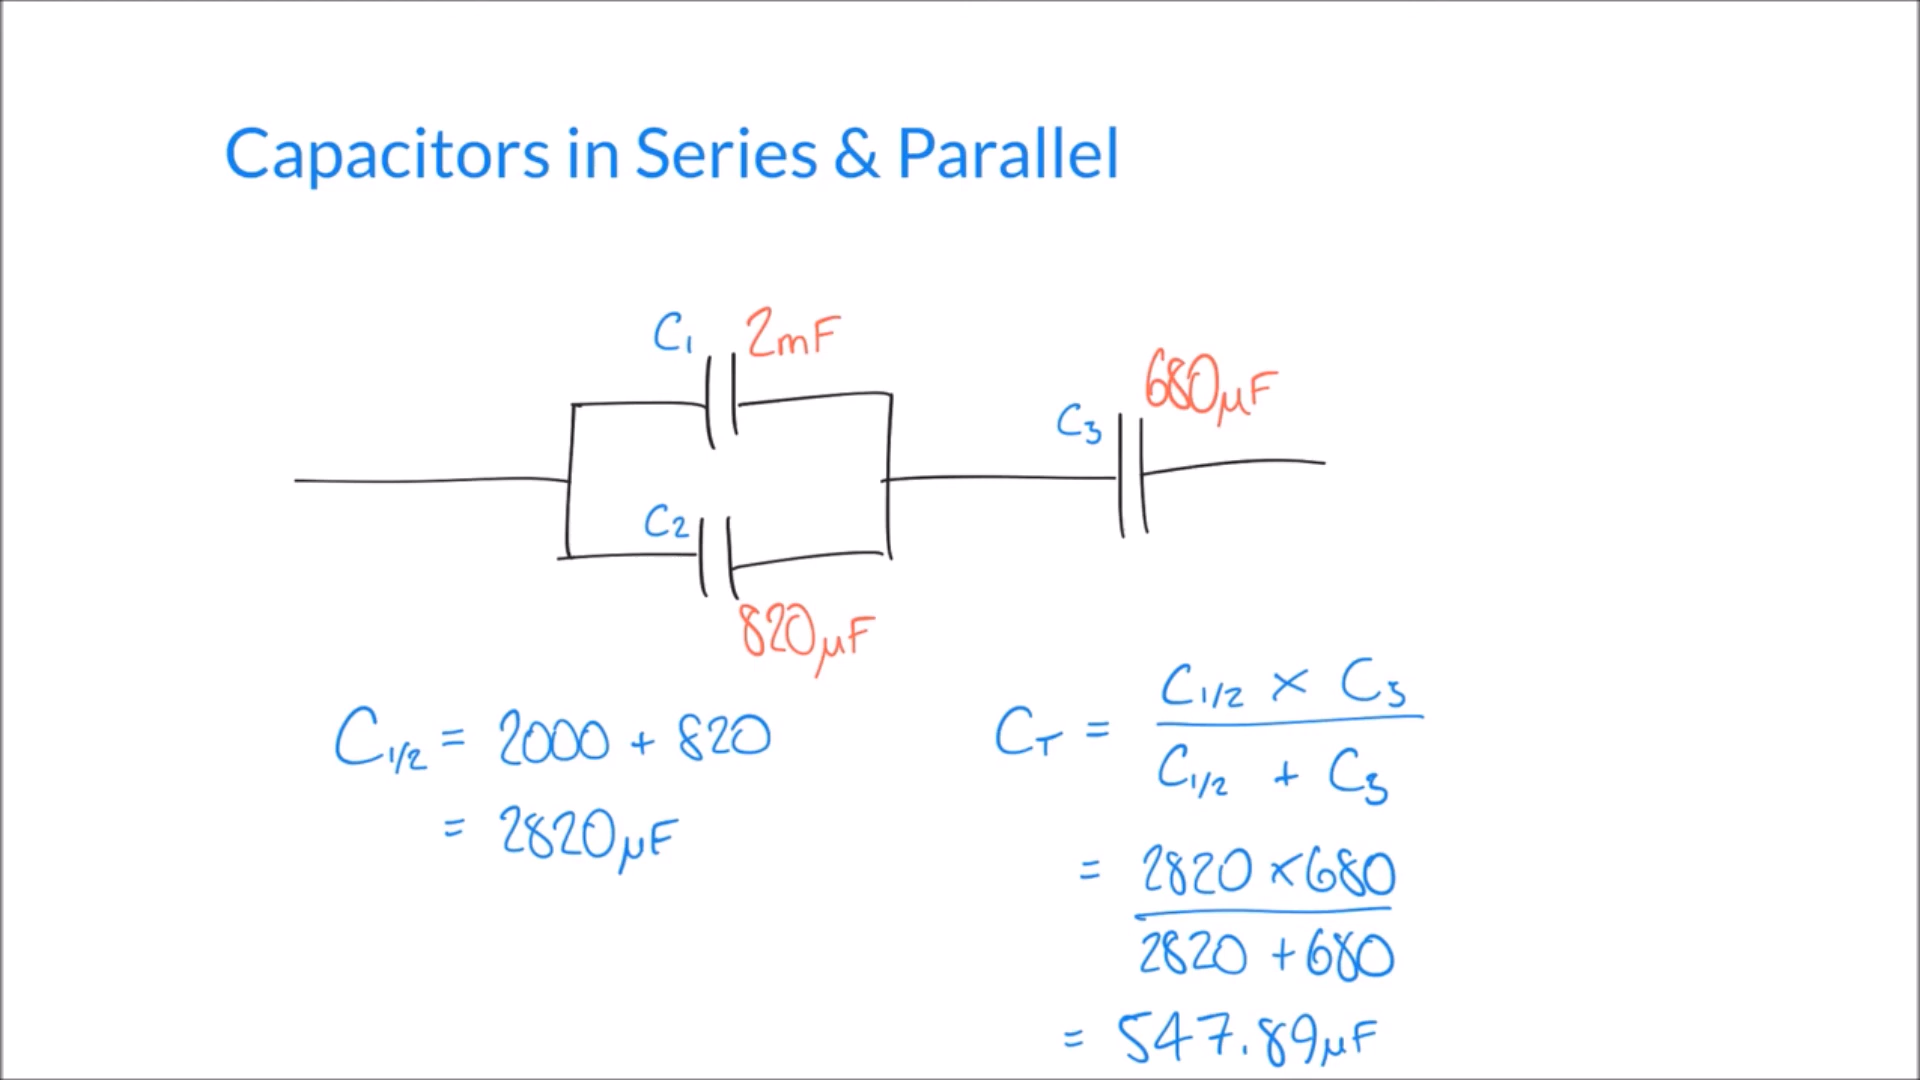 Capacitors in Series & Parallel
C₁ 2mF
680µF
C₃
C₂
820µF
C₁/₂ = 2000 + 820
= 2820µF
C_T = C₁/₂ × C₃
C₁/₂ + C₃
= 2820 × 680
2820 + 680
= 547.89µF